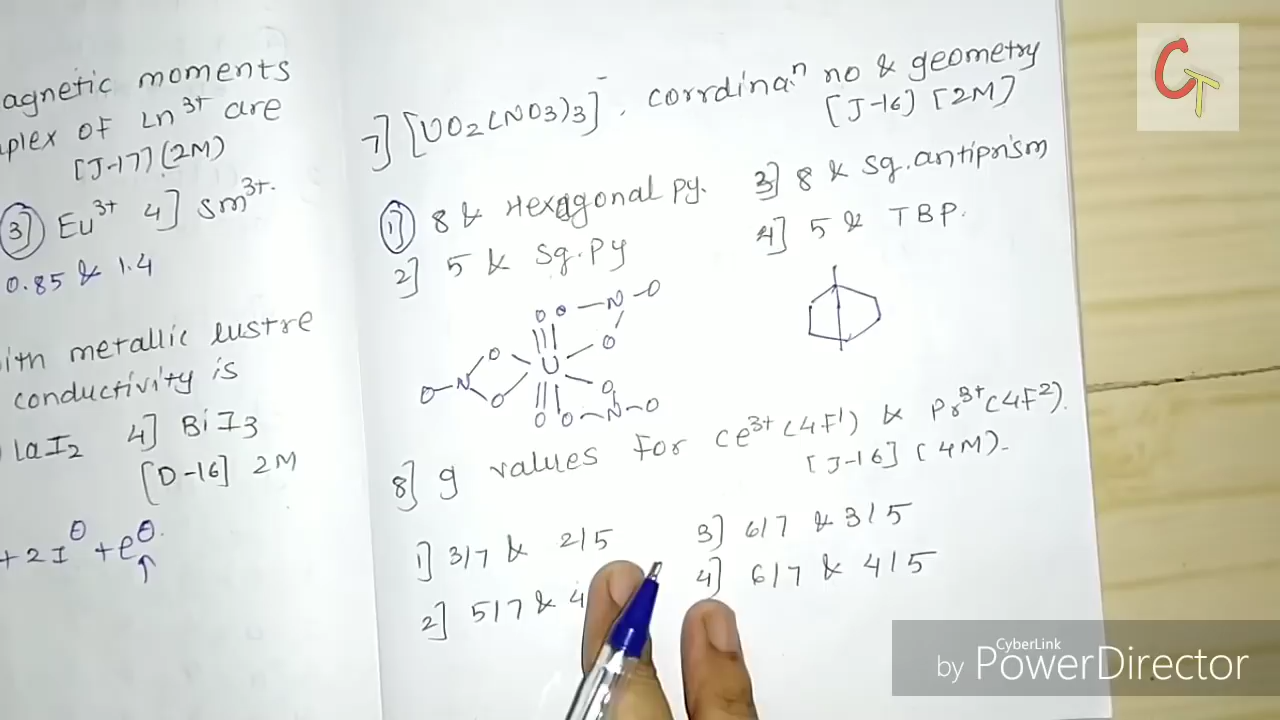 agnetic moments
plex of Ln3+ are
[J-17] (2M)
3] Eu3+ 4] Sm3+.
0.85 & 1.4
ith metallic lustre
conductivity is
LaI2 4] BiI3
[D-16] 2M
+2I⊖ + e⊖.
↑
7] [UO2(NO3)3]-. corrdinan no & geometry
[J-16] [2M]
1] 8 & Hexagonal Py.
3] 8 & Sq. antiprism
2] 5 & Sq. Py
4] 5 & TBP.
O O —N —O
O O
U
O—N O O
O O —N—O
8] g values for Ce3+ (4F1) & Pr3+ (4F2).
[J-16] [4M].
1] 3/7 & 2/5
3] 6/7 & 3/5
2] 5/7 & 4
4] 6/7 & 4/5
CT
CyberLink
by PowerDirector